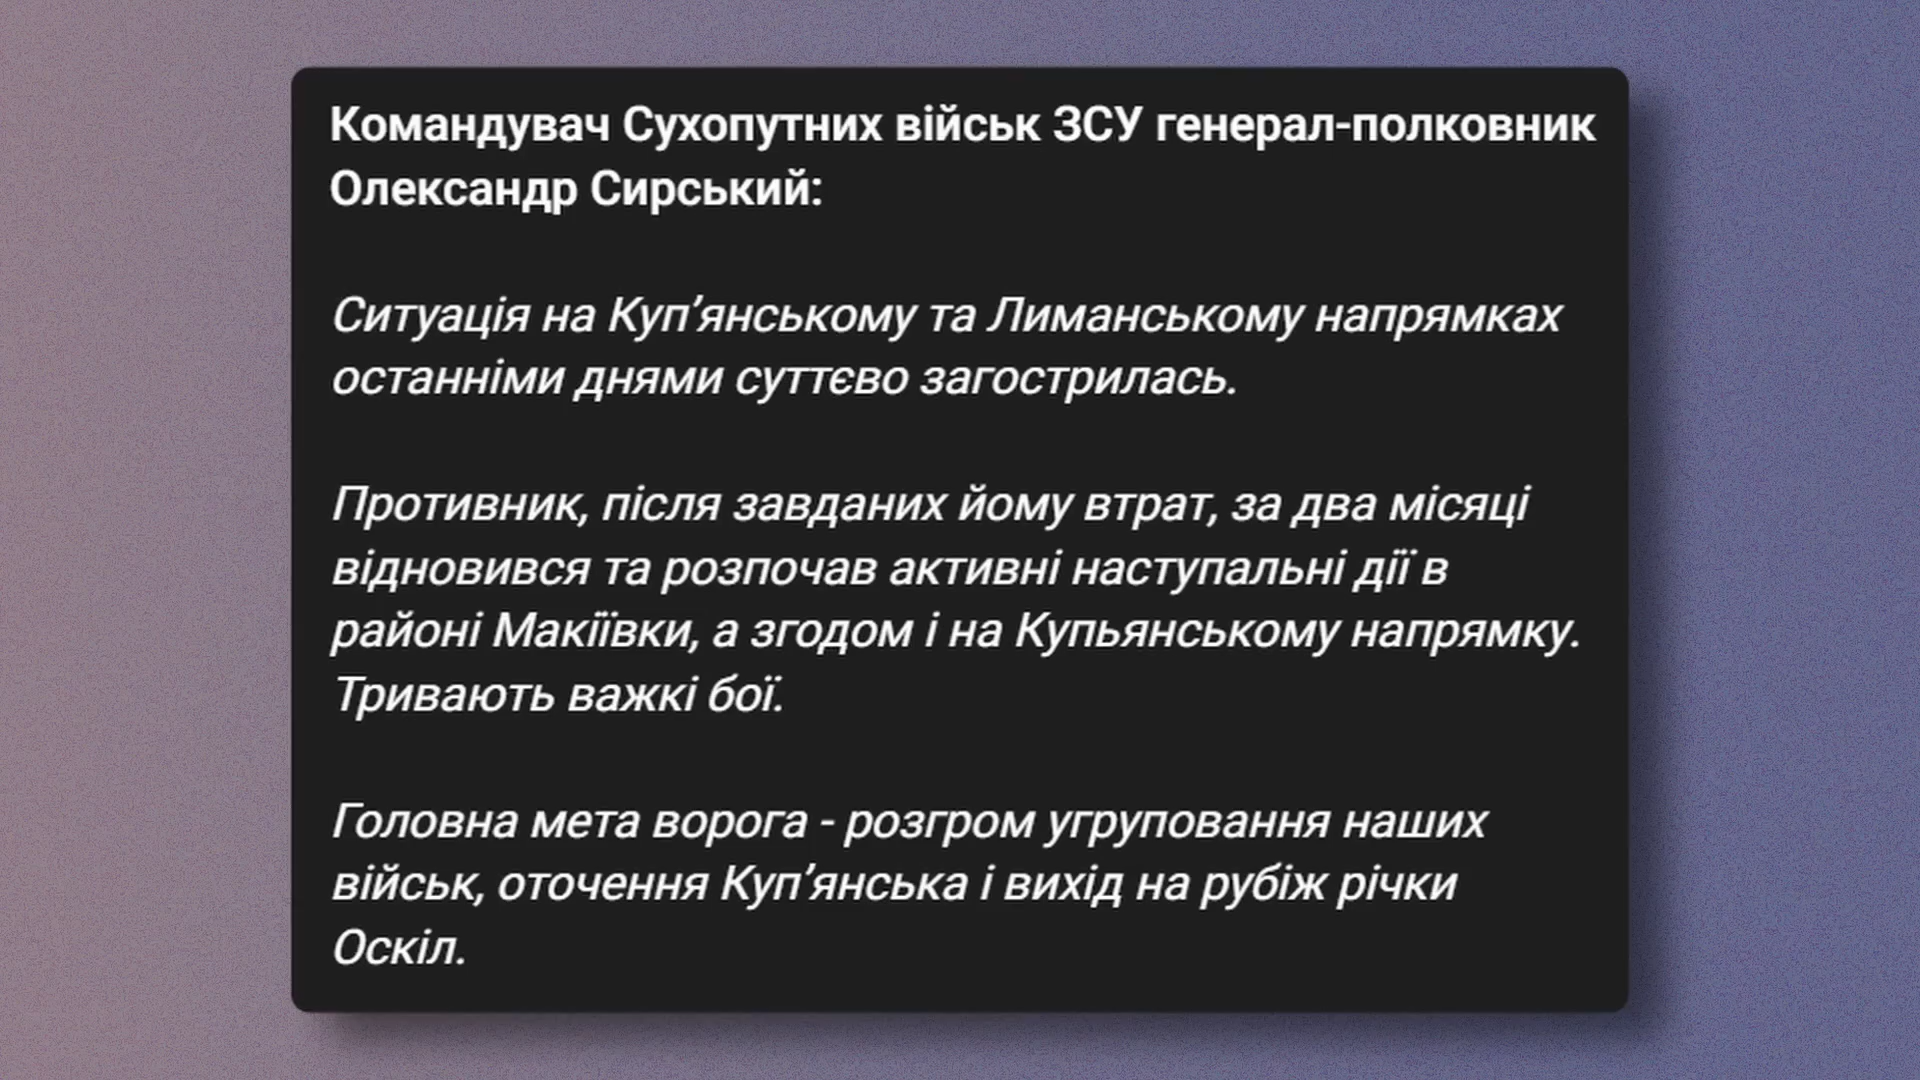 Командувач Сухопутних військ ЗСУ генерал-полковник
Олександр Сирський:
Ситуація на Куп’янському та Лиманському напрямках
останніми днями суттєво загострилась.
Противник, після завданих йому втрат, за два місяці
відновився та розпочав активні наступальні дії в
районі Макіївки, а згодом і на Купьянському напрямку.
Тривають важкі бої.
Головна мета ворога - розгром угруповання наших
військ, оточення Куп’янська і вихід на рубіж річки
Оскіл.